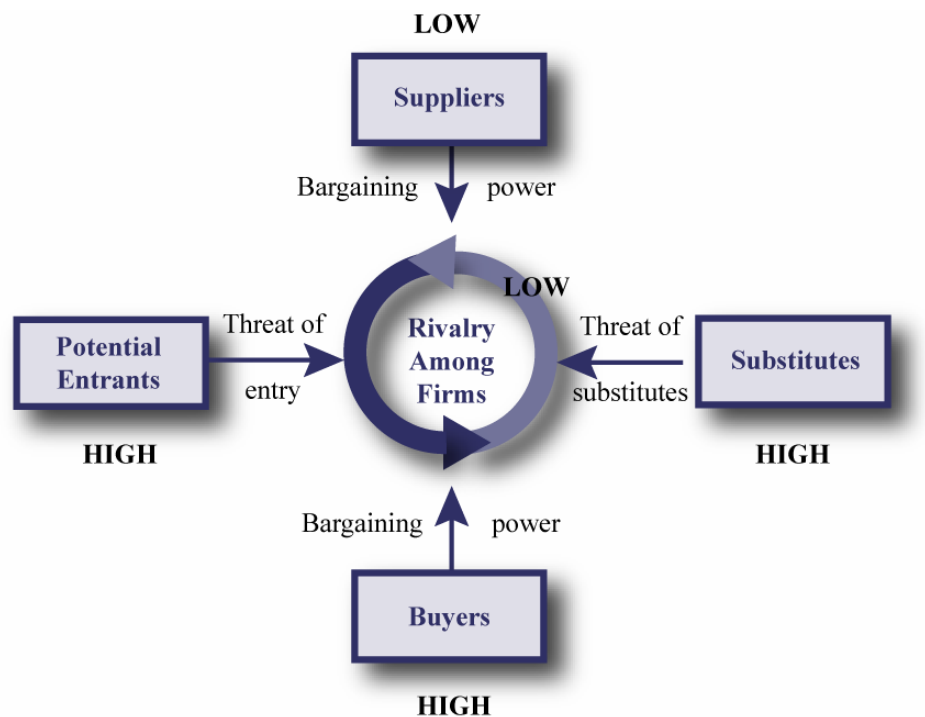 LOW
Suppliers
Bargaining power
LOW
Threat of
entry
Potential
Entrants
HIGH
Rivalry
Among
Firms
Threat of
substitutes
Substitutes
HIGH
Bargaining power
Buyers
HIGH